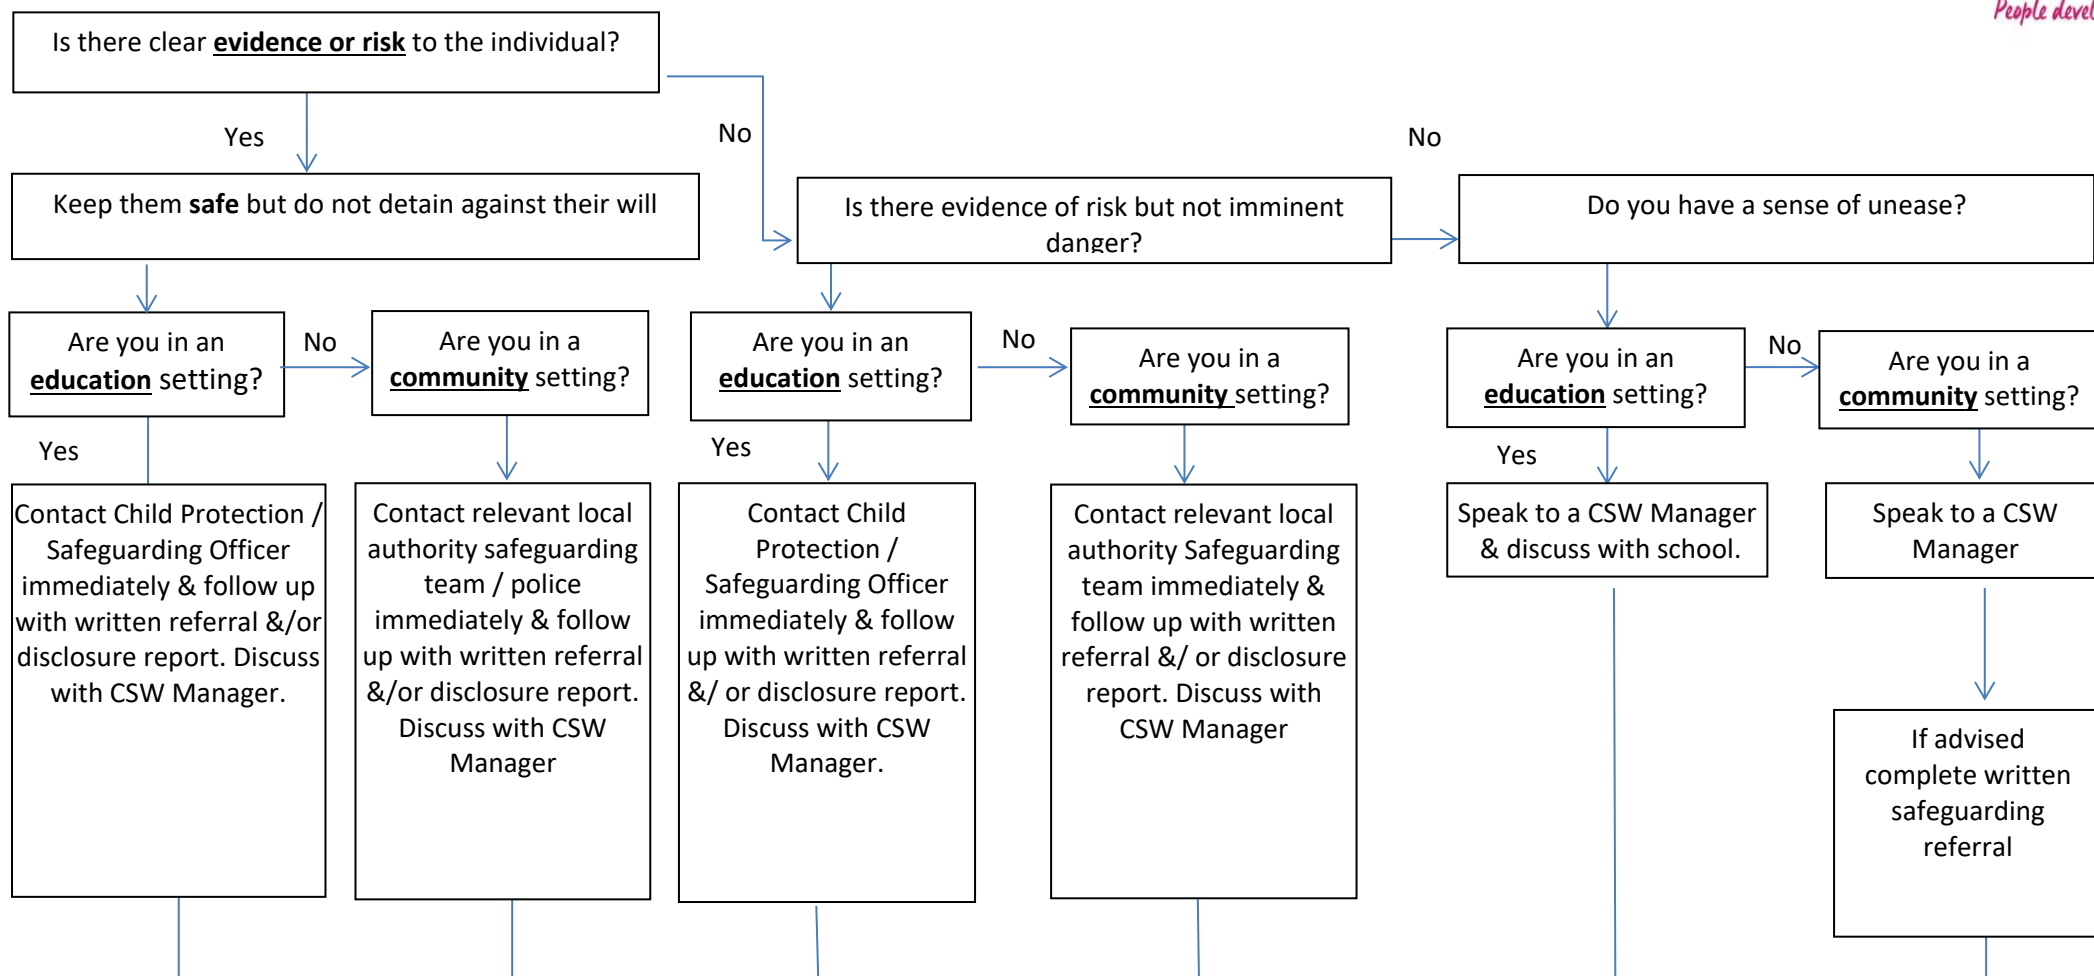 People
Is there clear evidence or risk to the individual?
Yes
No
No
Keep them safe but do not detain against their will
Is there evidence of risk but not imminent
danger?
Do you have a sense of unease?
Are you in an
education setting?
No
Are you in a
community setting?
Are you in an
education setting?
No
Are you in a
community setting?
Are you in an
education setting?
No
Are you in a
community setting?
Yes
Yes
Yes
Contact Child Protection /
Safeguarding Officer
immediately & follow up
with written referral &/or
disclosure report. Discuss
with CSW Manager.
Contact relevant local
authority safeguarding
team / police
immediately & follow
up with written referral
&/or disclosure report.
Discuss with CSW
Manager
Contact Child
Protection /
Safeguarding Officer
immediately & follow
up with written referral
&/ or disclosure report.
Discuss with CSW
Manager.
Contact relevant local
authority Safeguarding
team immediately &
follow up with written
referral &/ or disclosure
report. Discuss with
CSW Manager
Speak to a CSW Manager
& discuss with school.
Speak to a CSW
Manager
If advised
complete written
safeguarding
referral